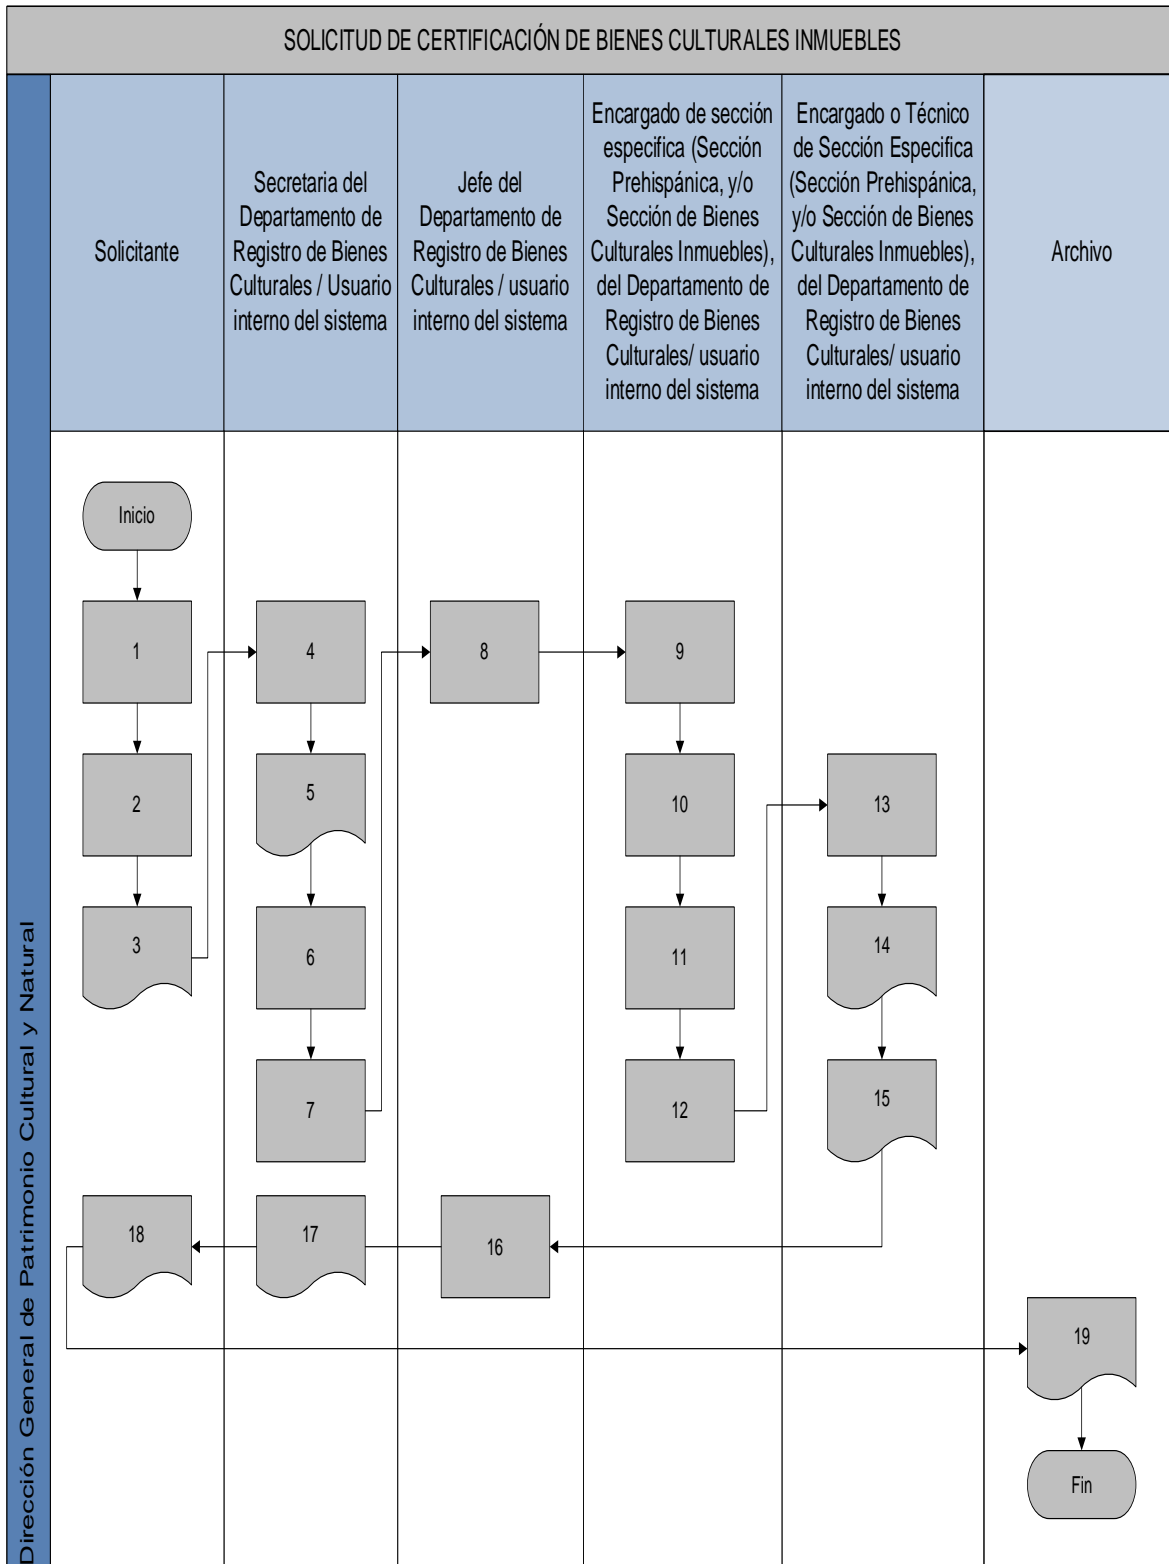 SOLICITUD DE CERTIFICACIÓN DE BIENES CULTURALES INMUEBLES
Dirección General de Patrimonio Cultural y Natural
Solicitante
Secretaria del
Departamento de
Registro de Bienes
Culturales / Usuario
interno del sistema
Jefe del
Departamento de
Registro de Bienes
Culturales / usuario
interno del sistema
Encargado de sección
especifica (Sección
Prehispánica, y/o
Sección de Bienes
Culturales Inmuebles),
del Departamento de
Registro de Bienes
Culturales/ usuario
interno del sistema
Encargado o Técnico
de Sección Especifica
(Sección Prehispánica,
y/o Sección de Bienes
Culturales Inmuebles),
del Departamento de
Registro de Bienes
Culturales/ usuario
interno del sistema
Archivo
Inicio
1
2
3
4
5
6
7
8
9
10
11
12
13
14
15
16
17
18
19
Fin